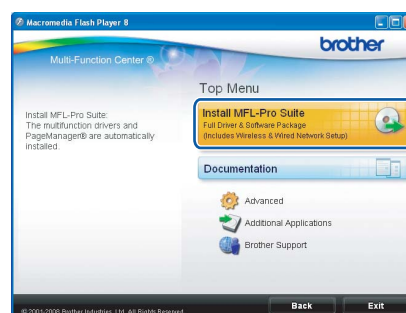 Macromedia Flash Player 8
brother
Multi-Function Center ®
Top Menu
Install MFL-Pro Suite:
The multifunction drivers and
PageManager® are automatically
installed.
Install MFL-Pro Suite
Full Driver & Software Package
(Includes Wireless & Wired Network Setup)
Documentation
Advanced
Additional Applications
Brother Support
© 2001-2008 Brother Industries, Ltd. All Rights Reserved.
Back
Exit